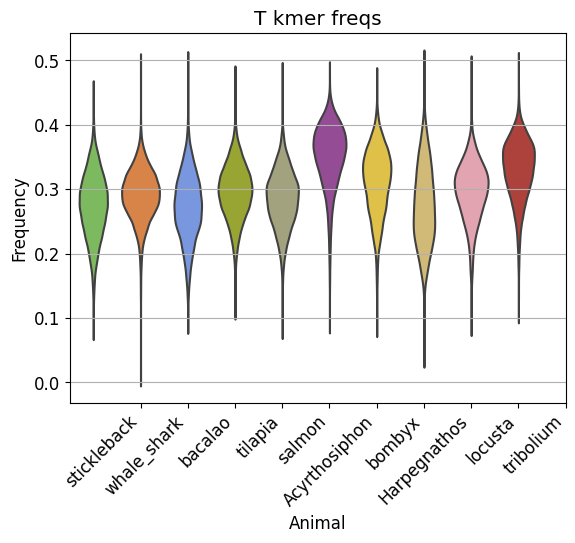 T kmer freqs
Frequency
0.5
0.4
0.3
0.2
0.1
0.0
stickleback
whale_shark
bacalao
tilapia
salmon
Acyrthosiphon
bombyx
Harpegnathos
locusta
tribolium
Animal